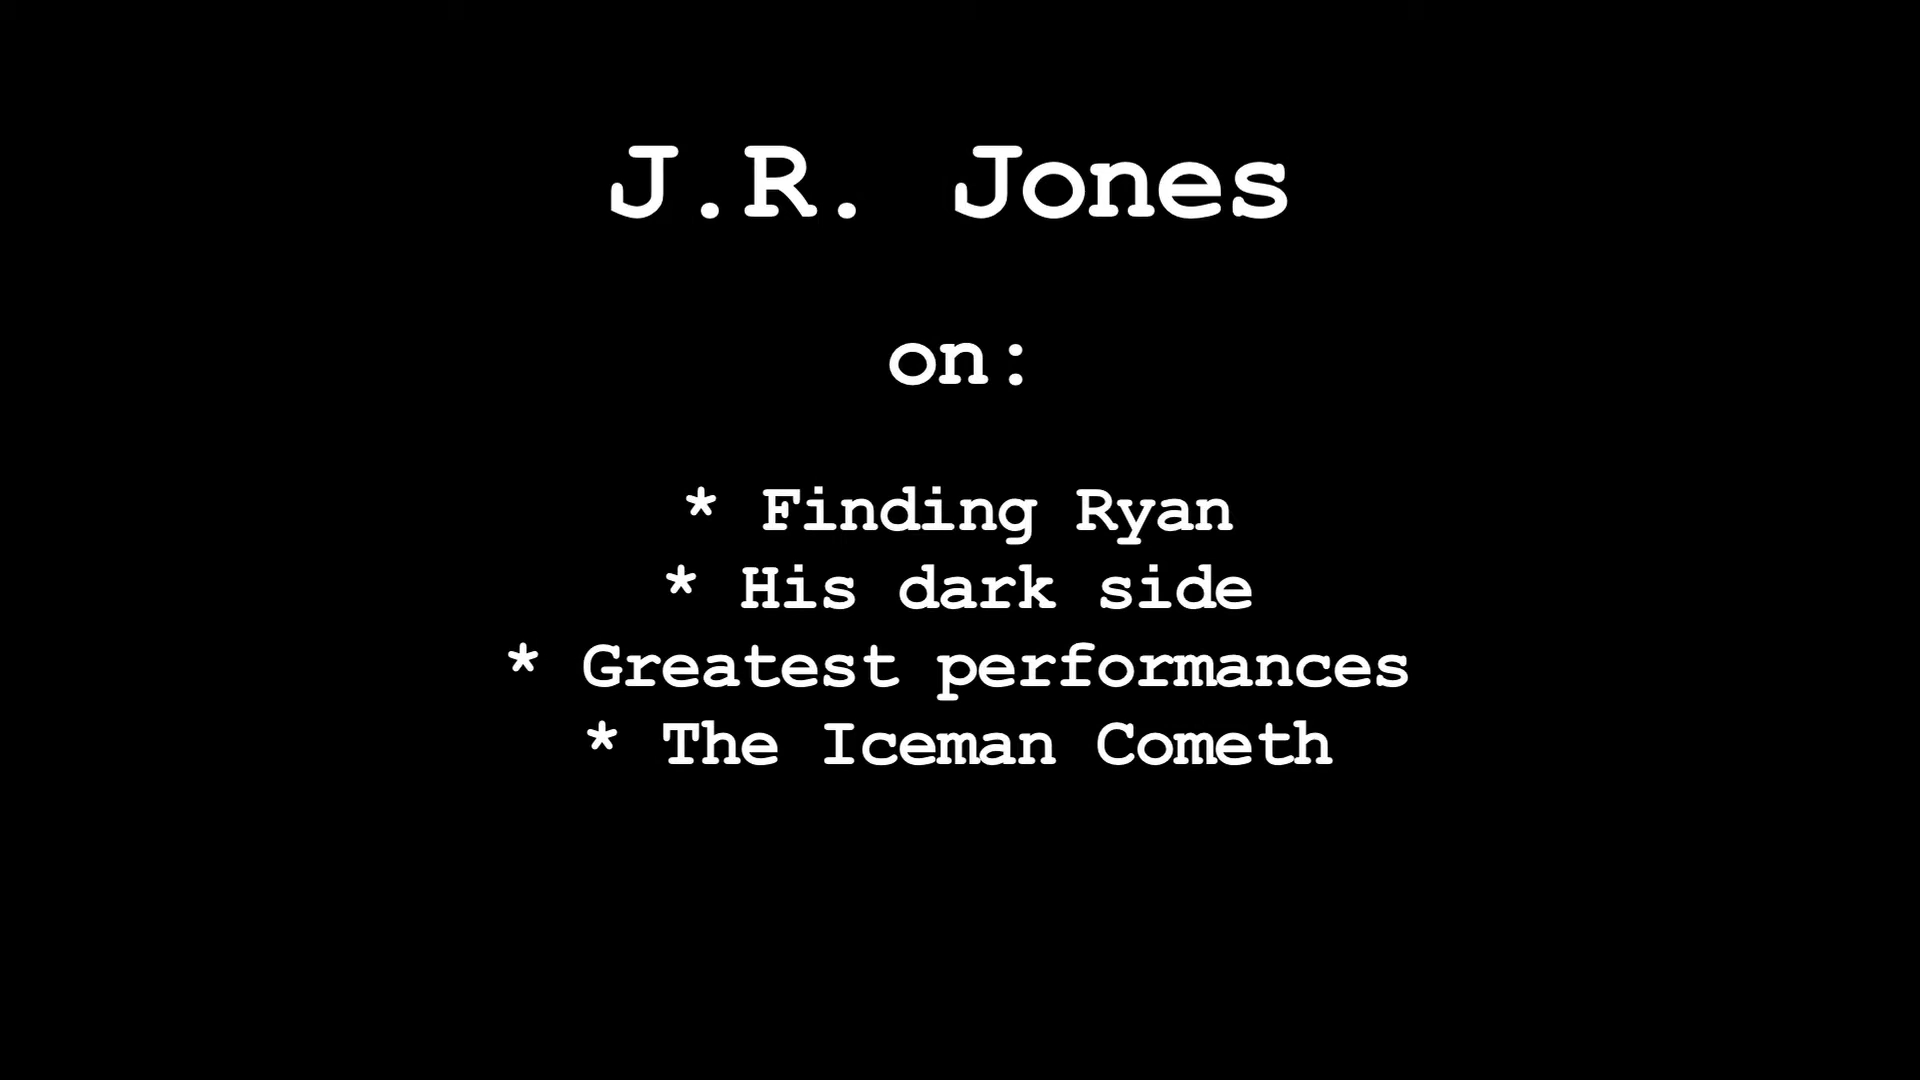 J.R. Jones
on:
* Finding Ryan
* His dark side
* Greatest performances
* The Iceman Cometh